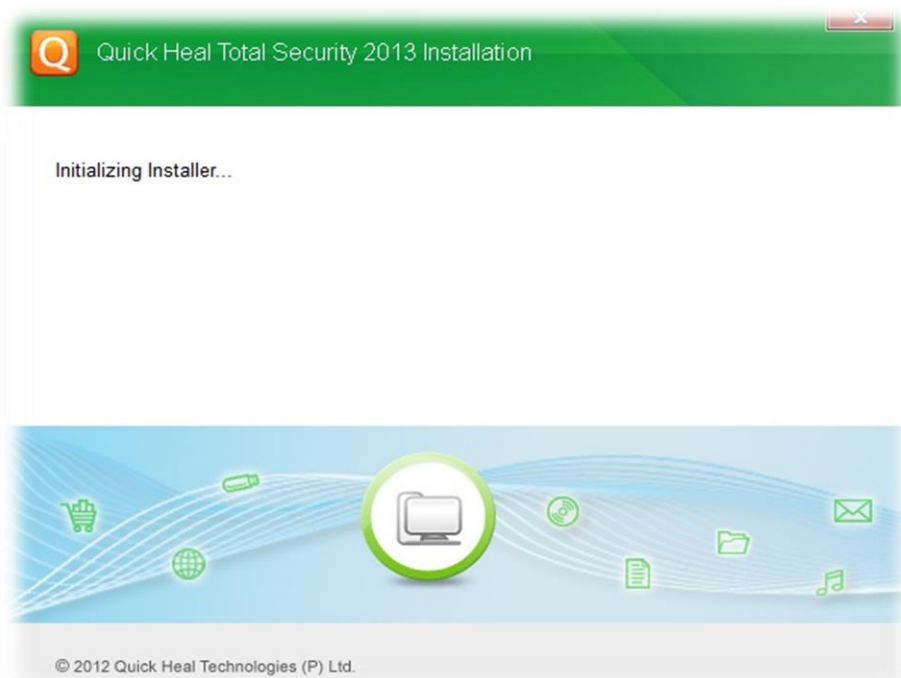 Q Quick Heal Total Security 2013 Installation
Initializing Installer...
© 2012 Quick Heal Technologies (P) Ltd.